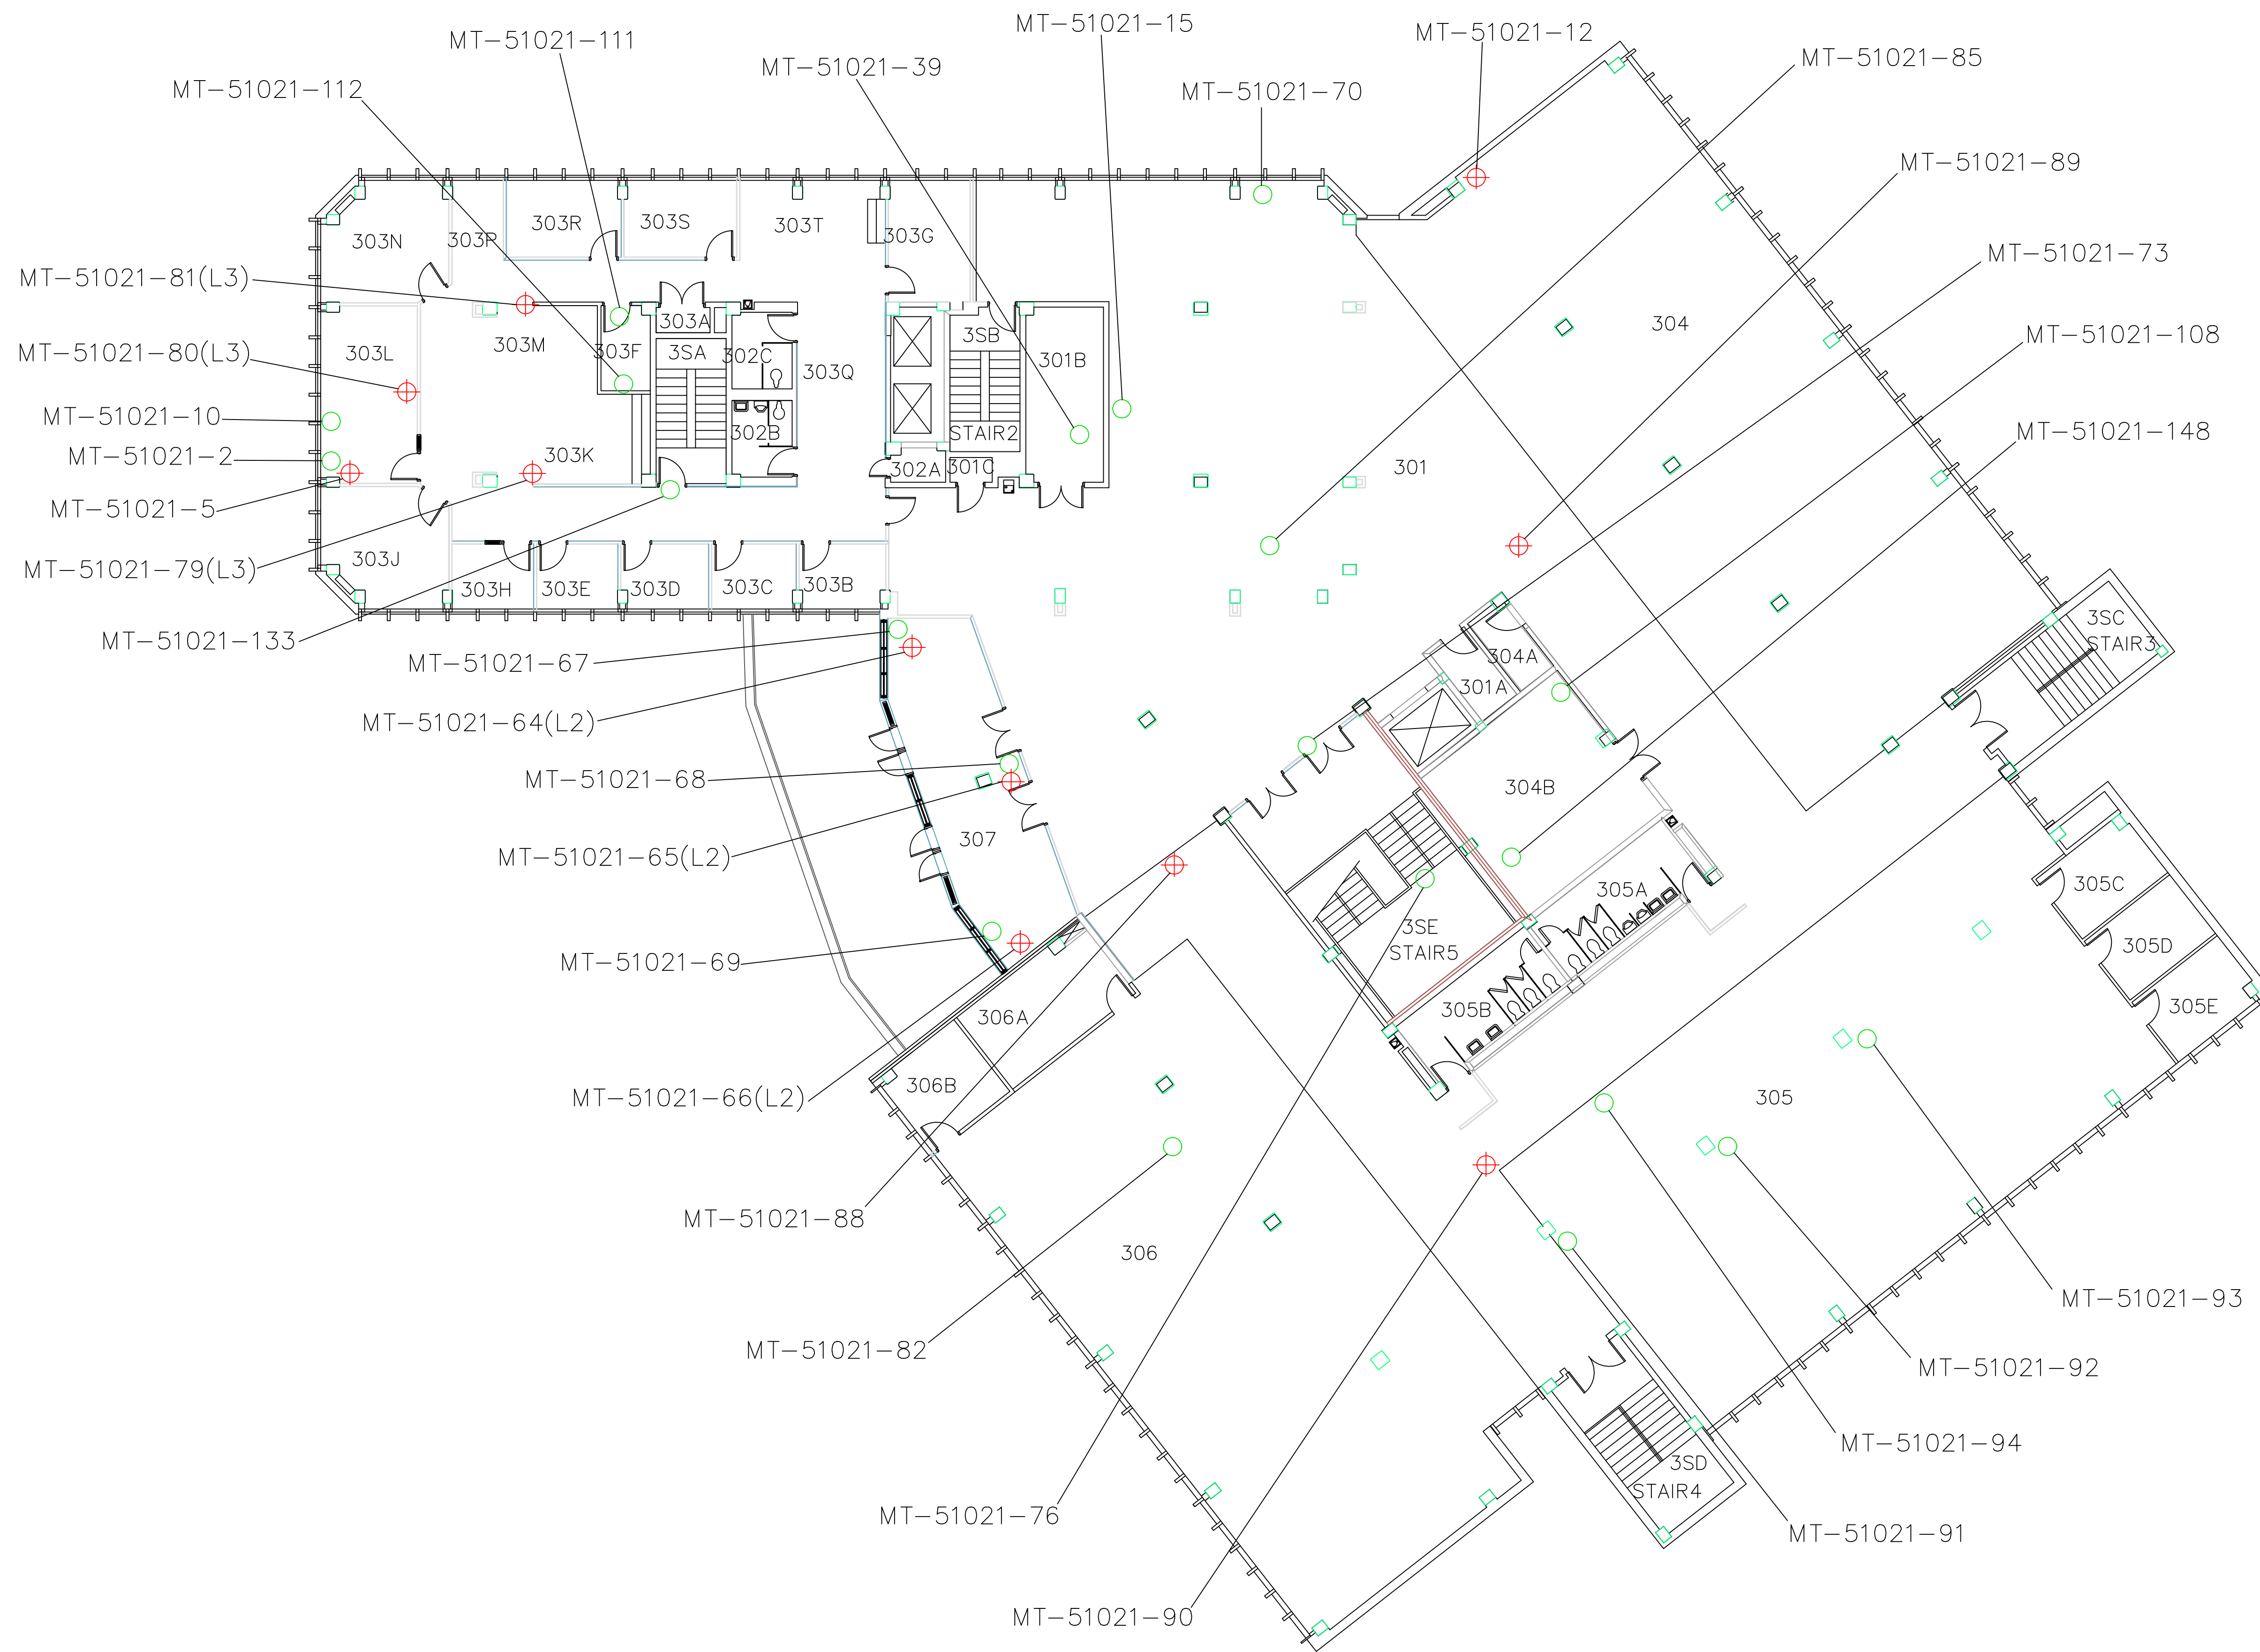 MT-51021-15
MT-51021-12
MT-51021-111
MT-51021-39
MT-51021-85
MT-51021-112
MT-51021-70
MT-51021-89
303N
303P
303R
303S
303T
303G
MT-51021-73
MT-51021-81(L3)
304
303A
MT-51021-108
303M
303F
3SA
302C
303Q
3SB
301B
303L
MT-51021-80(L3)
MT-51021-10
302B
STAIR2
MT-51021-148
MT-51021-2
303K
302A
301C
301
MT-51021-5
303J
MT-51021-79(L3)
303H
303E
303D
303C
303B
3SC
STAIR3
MT-51021-133
MT-51021-67
304A
301A
MT-51021-64(L2)
MT-51021-68
304B
307
MT-51021-65(L2)
305A
305C
3SE
STAIR5
305D
MT-51021-69
306A
305B
305E
306B
MT-51021-66(L2)
305
MT-51021-88
306
MT-51021-93
MT-51021-82
MT-51021-92
MT-51021-94
3SD
STAIR4
MT-51021-76
MT-51021-91
MT-51021-90